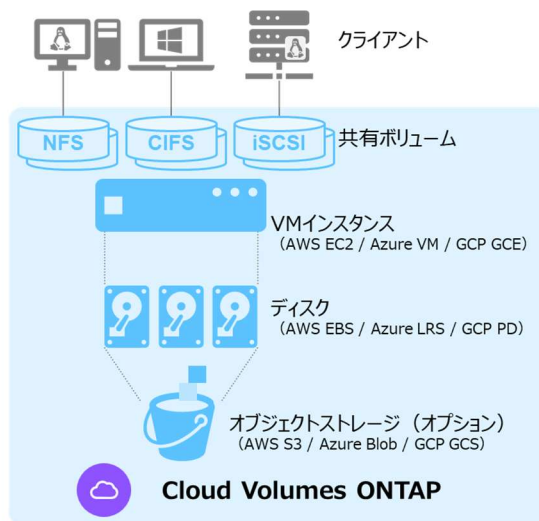 クライアント
NFS
CIFS
iSCSI
共有ボリューム
VMインスタンス
（AWS EC2 / Azure VM / GCP GCE）
ディスク
（AWS EBS / Azure LRS / GCP PD）
オブジェクトストレージ（オプション）
（AWS S3 / Azure Blob / GCP GCS）
Cloud Volumes ONTAP